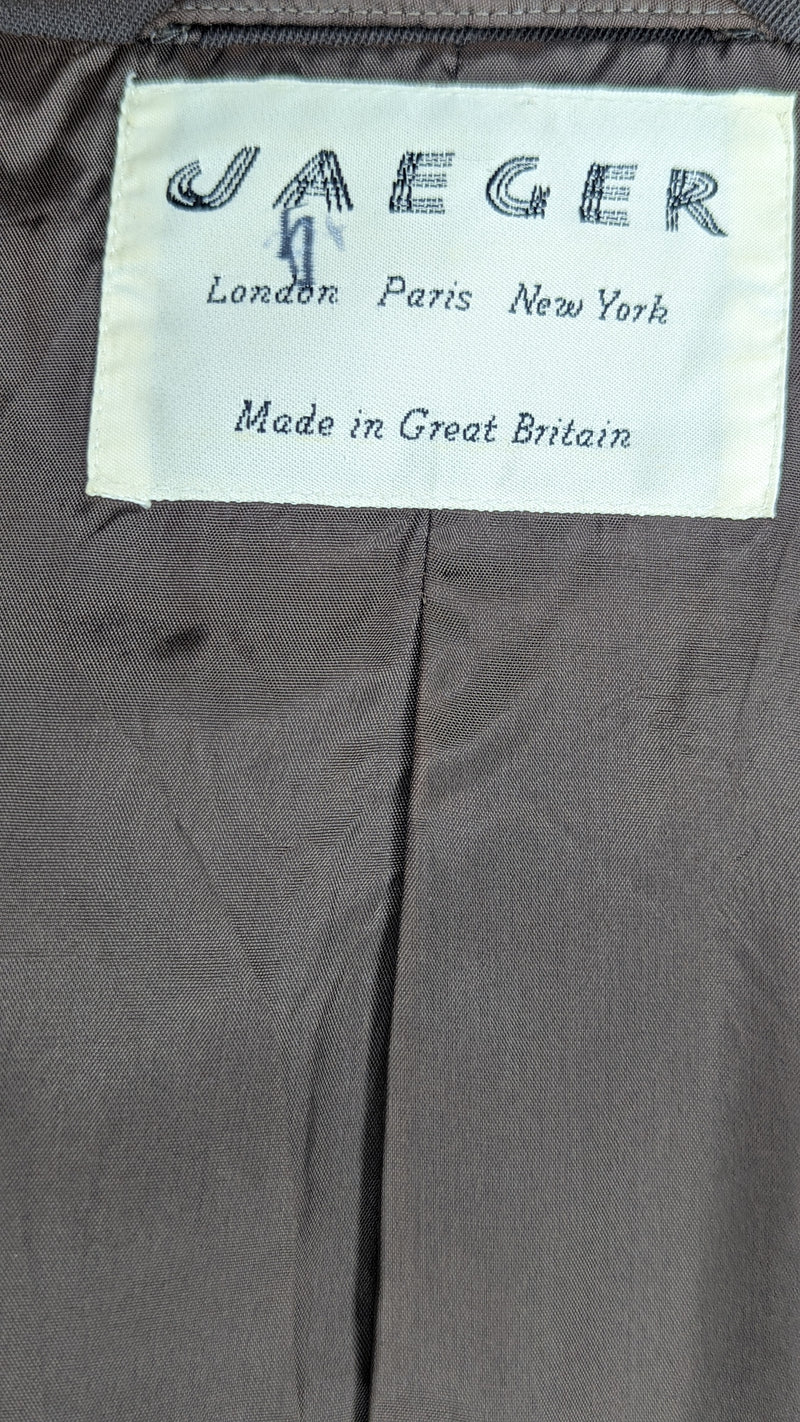 JAEGER
London Paris New York
Made in Great Britain